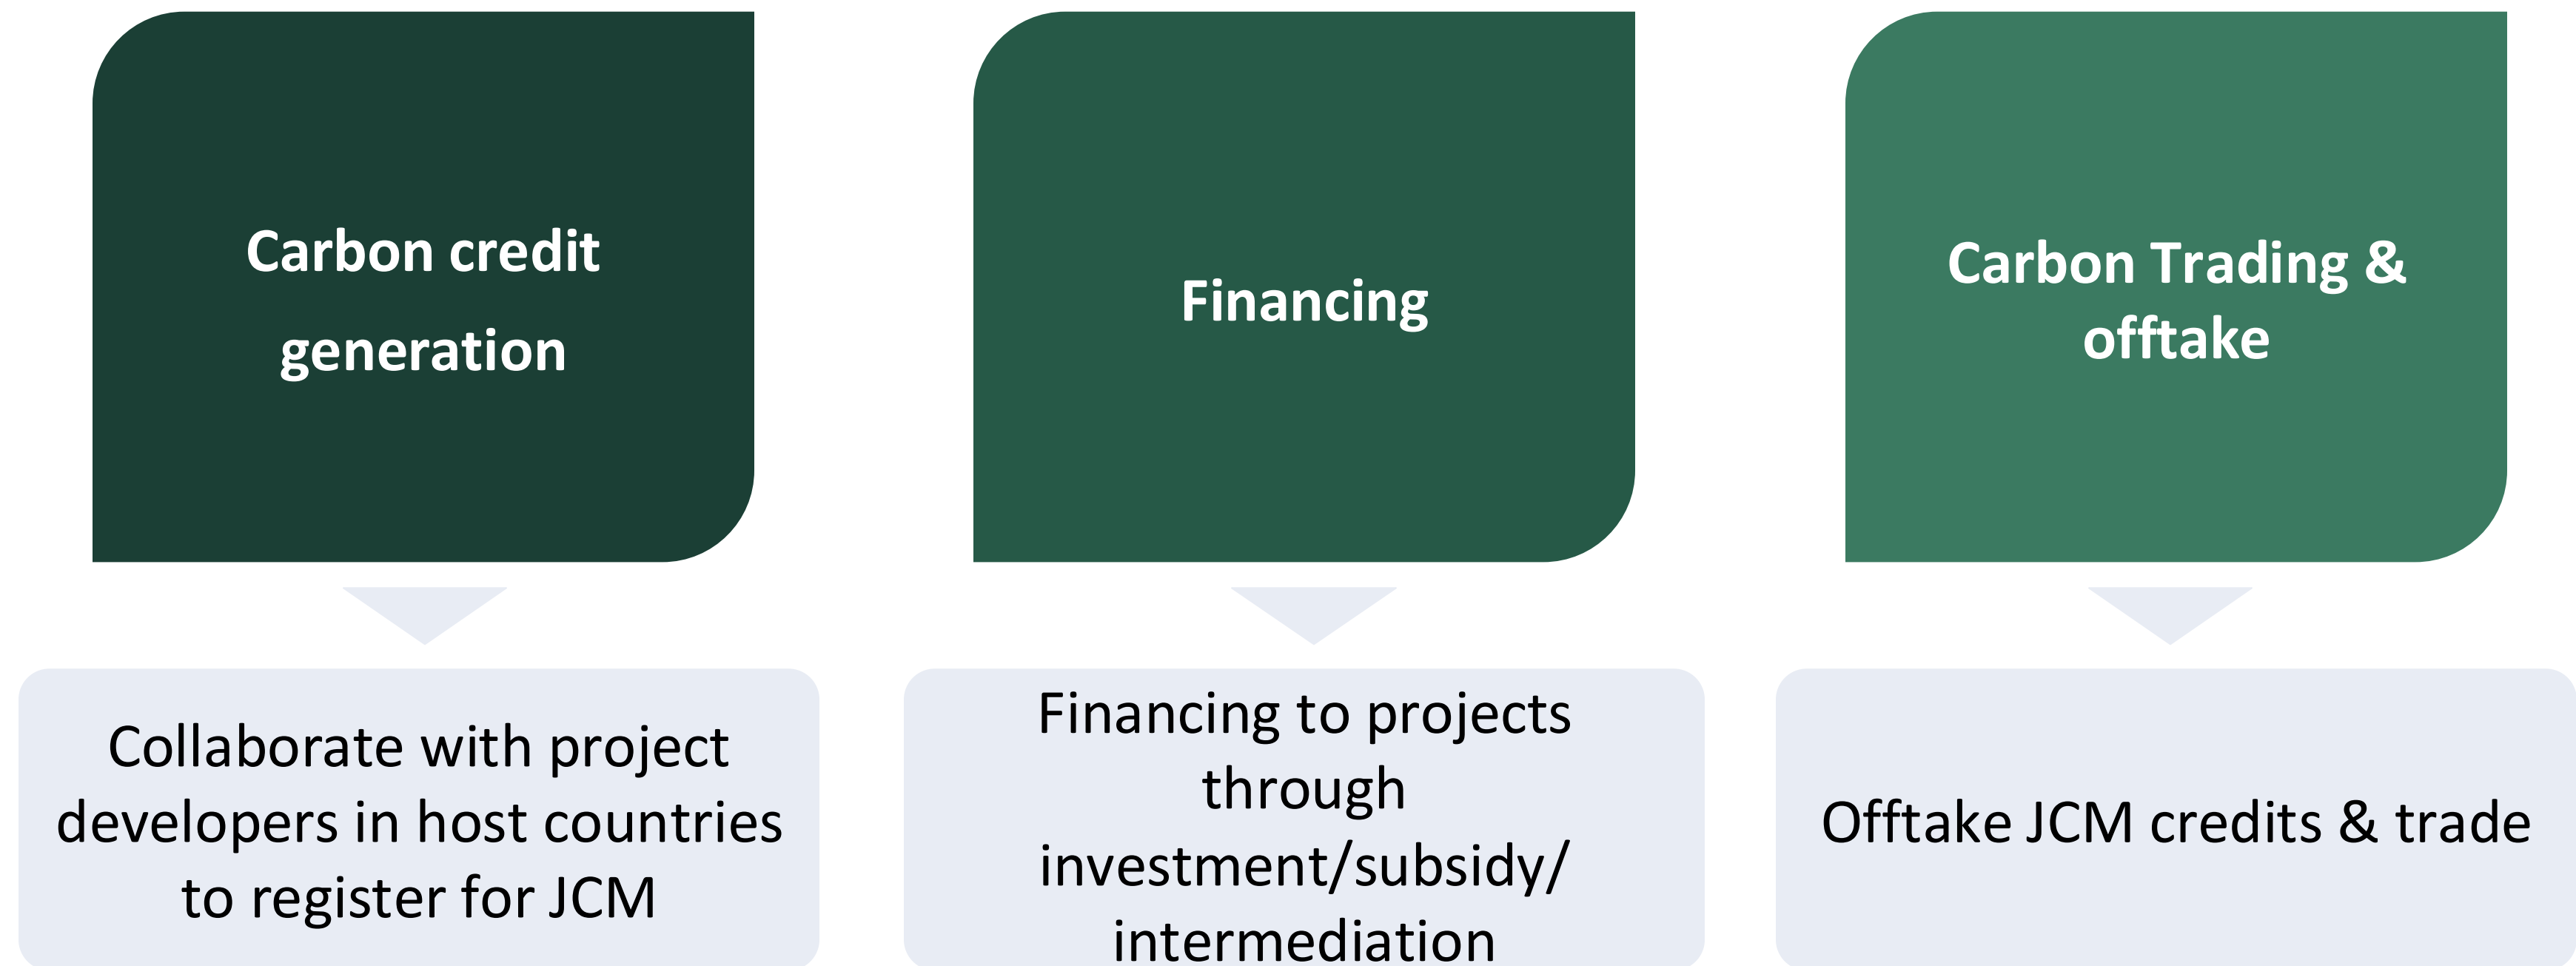 Carbon credit
generation
Collaborate with project
developers in host countries
to register for JCM
Financing
Financing to projects
through
investment/subsidy/
intermediation
Carbon Trading &
offtake
Offtake JCM credits & trade